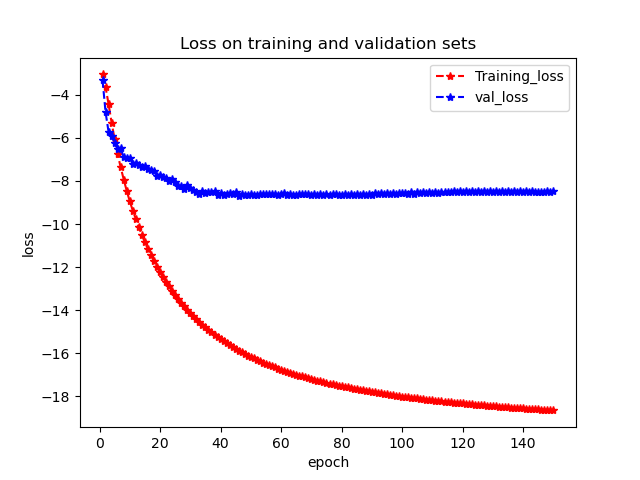 Loss on training and validation sets
Training_loss
val_loss
−4
−6
−8
−10
−12
−14
−16
−18
loss
0 20 40 60 80 100 120 140
epoch